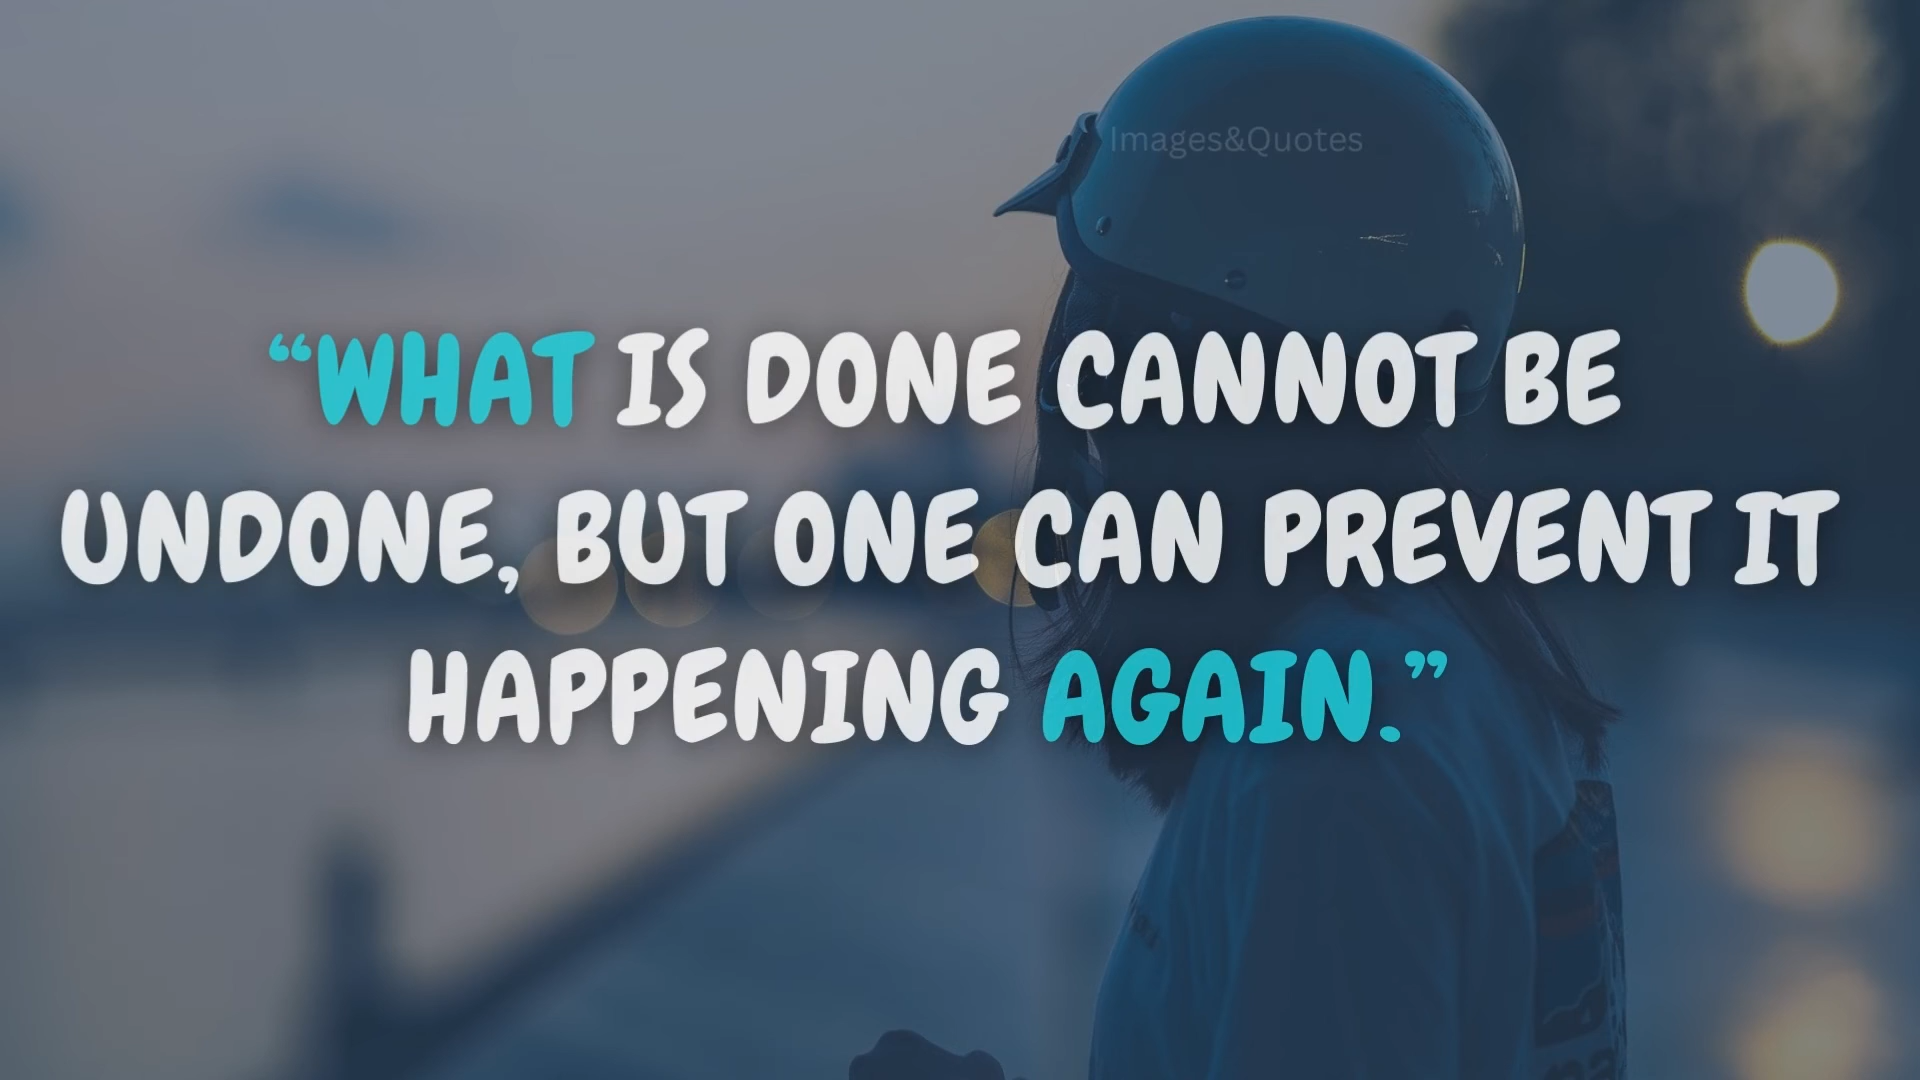 Images&Quotes
“WHAT IS DONE CANNOT BE
UNDONE, BUT ONE CAN PREVENT IT
HAPPENING AGAIN.”